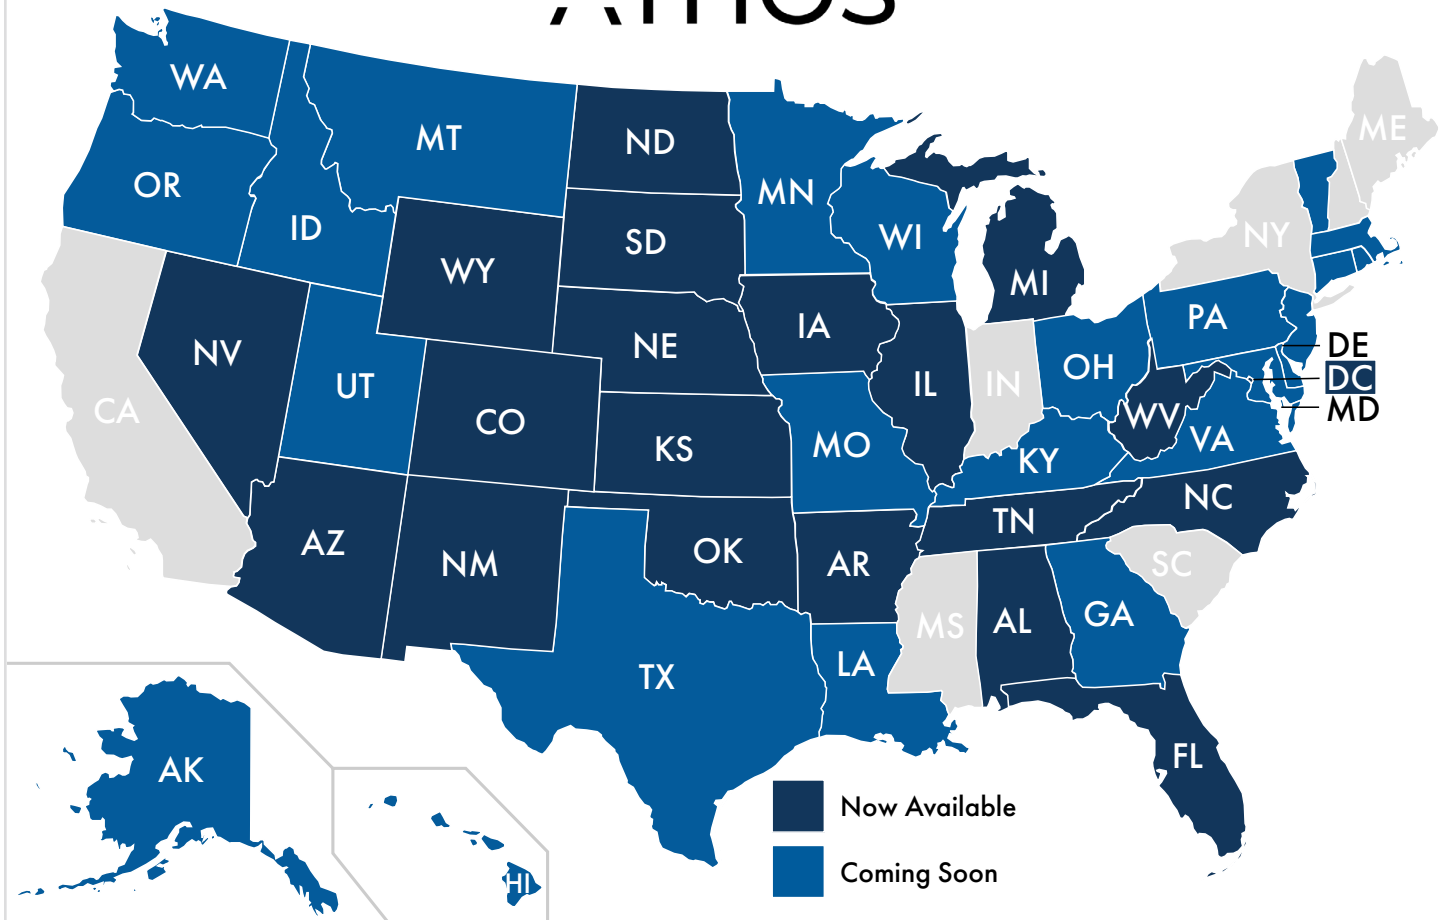 ATHOS
WA
MT
ND
MN
ME
OR
ID
WY
SD
WI
MI
NY
NV
UT
CO
NE
IA
IL
IN
OH
PA
DE
DC
MD
CA
KS
MO
KY
WV
VA
AZ
NM
OK
AR
TN
NC
SC
TX
LA
MS
AL
GA
FL
AK
HI
Now Available
Coming Soon